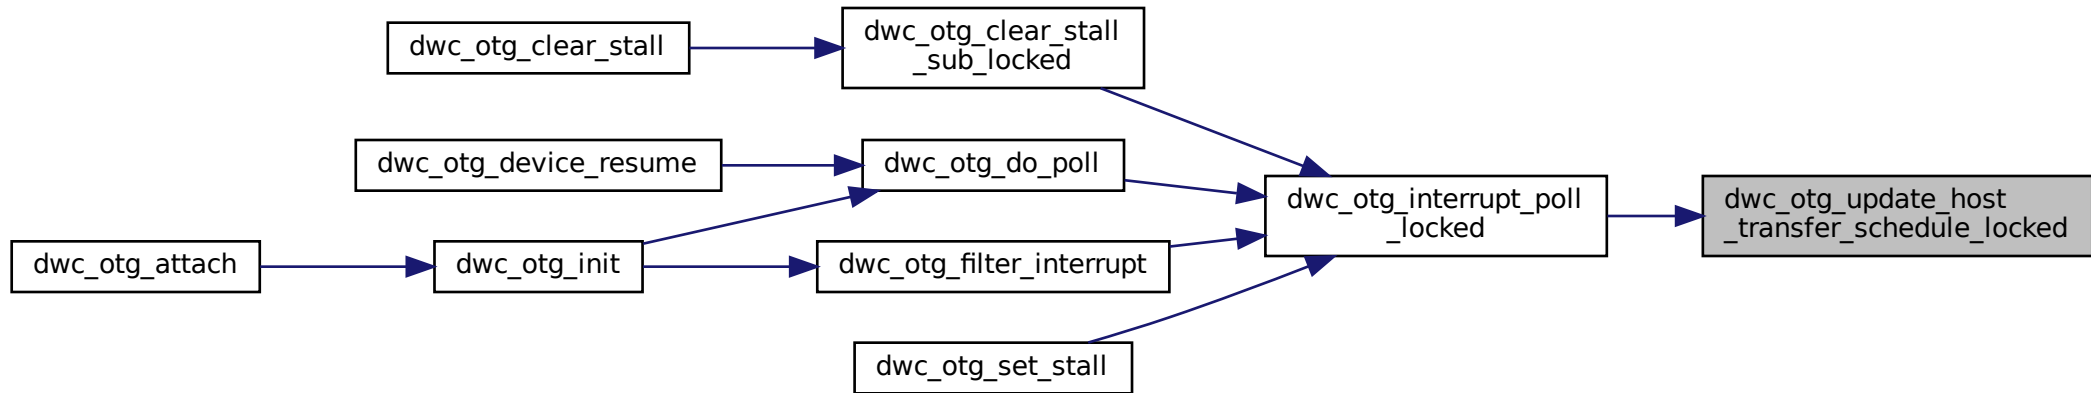 dwc_otg_clear_stall
dwc_otg_clear_stall
_sub_locked
dwc_otg_device_resume
dwc_otg_do_poll
dwc_otg_interrupt_poll
_locked
dwc_otg_update_host
_transfer_schedule_locked
dwc_otg_attach
dwc_otg_init
dwc_otg_filter_interrupt
dwc_otg_set_stall